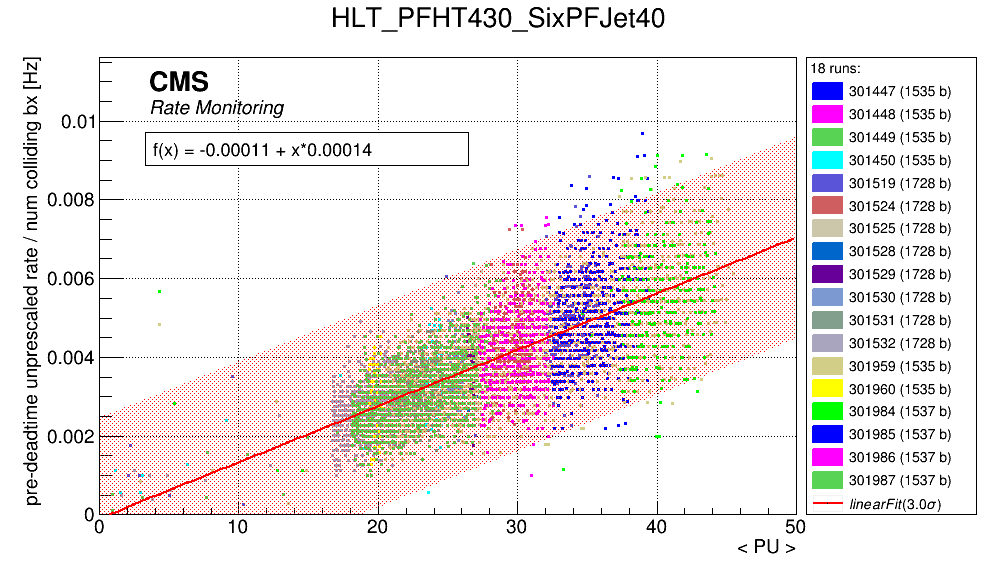 HLT_PFHT430_SixPFJet40
pre-deadtime unprescaled rate / num colliding bx [Hz]
CMS
Rate Monitoring
f(x) = -0.00011 + x*0.00014
0.01
0.008
0.006
0.004
0.002
0
0 10 20 30 40 50
< PU >
18 runs:
301447 (1535 b)
301448 (1535 b)
301449 (1535 b)
301450 (1535 b)
301519 (1728 b)
301524 (1728 b)
301525 (1728 b)
301528 (1728 b)
301529 (1728 b)
301530 (1728 b)
301531 (1728 b)
301532 (1728 b)
301959 (1535 b)
301960 (1535 b)
301984 (1537 b)
301985 (1537 b)
301986 (1537 b)
301987 (1537 b)
linearFit(3.0σ)